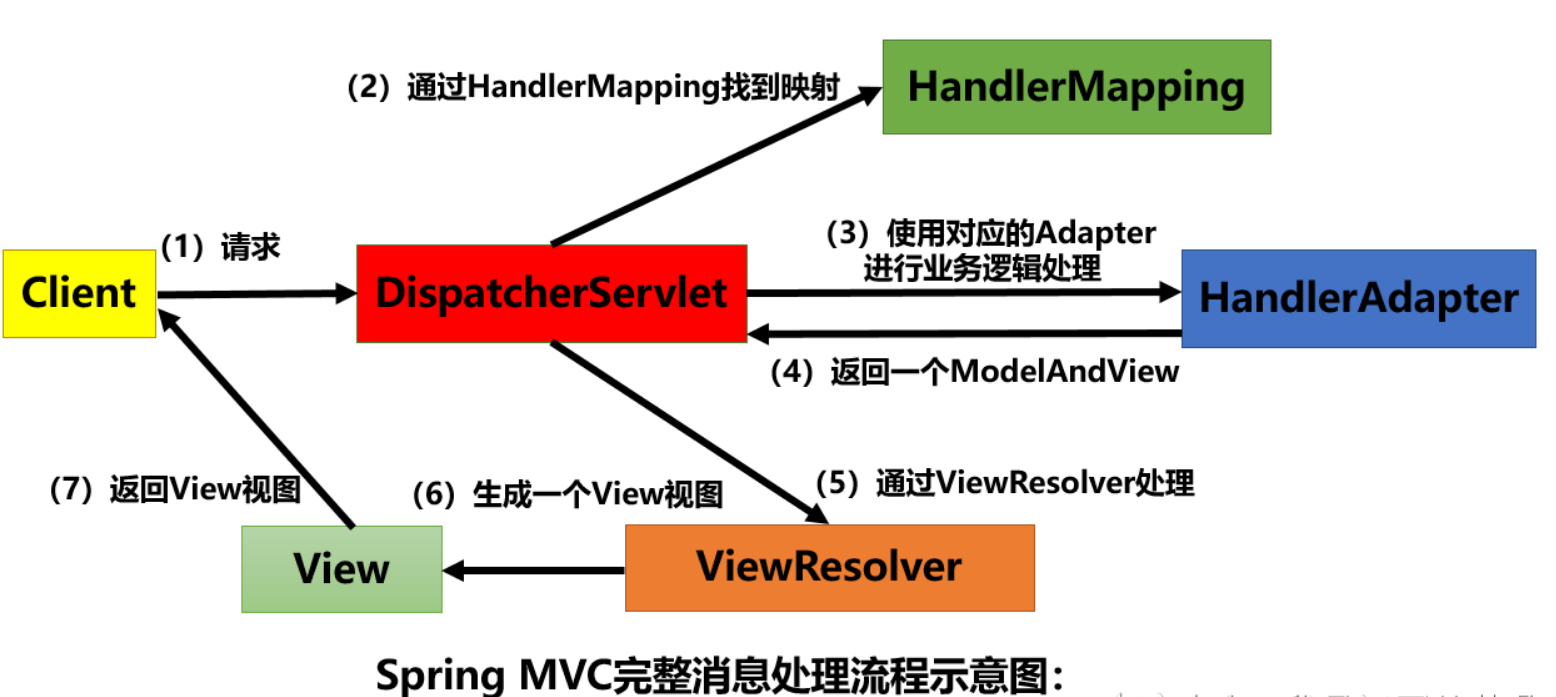 （2）通过HandlerMapping找到映射
HandlerMapping
（1）请求
Client
DispatcherServlet
（3）使用对应的Adapter
进行业务逻辑处理
HandlerAdapter
（4）返回一个ModelAndView
（5）通过ViewResolver处理
（7）返回View视图
（6）生成一个View视图
View
ViewResolver
Spring MVC完整消息处理流程示意图：